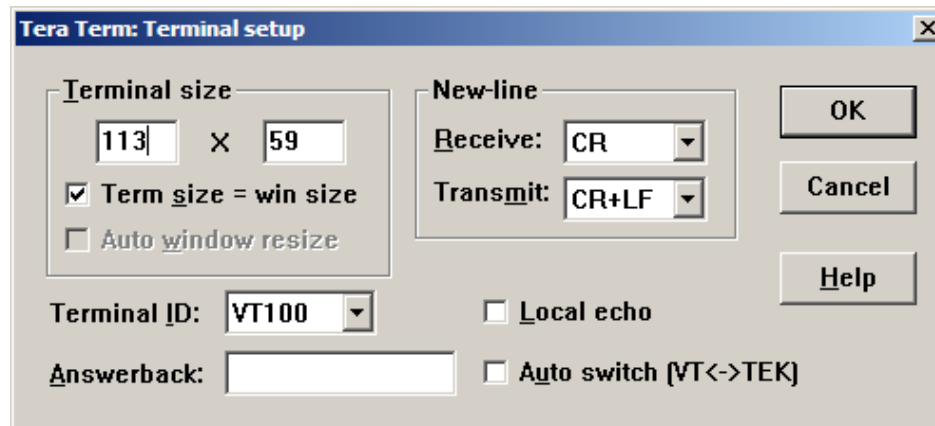 Tera Term: Terminal setup
Terminal size
113 X 59
Term size = win size
Auto window resize
New-line
Receive: CR
Transmit: CR+LF
OK
Cancel
Help
Terminal ID: VT100
Local echo
Answerback:
Auto switch (VT<->TEK)